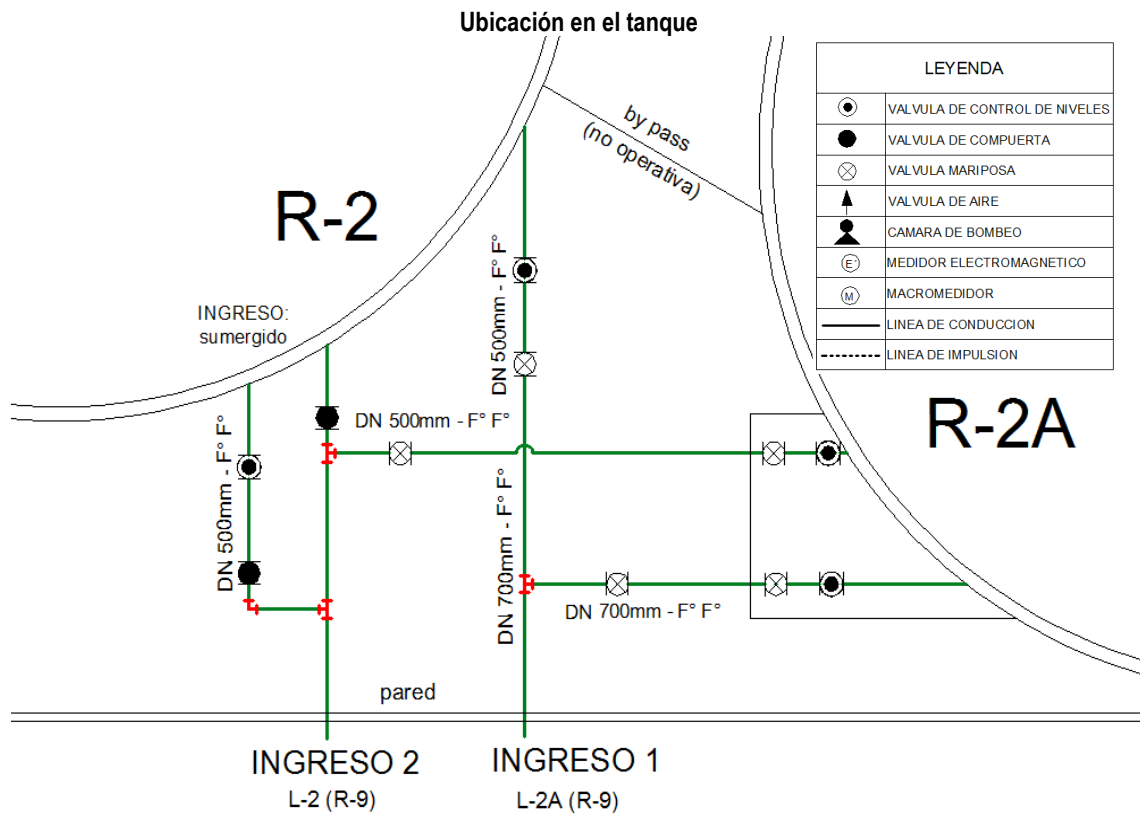 Ubicación en el tanque
LEYENDA
VALVULA DE CONTROL DE NIVELES
VALVULA DE COMPUERTA
VALVULA MARIPOSA
VALVULA DE AIRE
CAMARA DE BOMBEO
E´ MEDIDOR ELECTROMAGNETICO
M MACROMEDIDOR
LINEA DE CONDUCCION
LINEA DE IMPULSION
by pass
(no operativa)
R-2
INGRESO:
sumergido
DN 500mm - F° F°
DN 500mm - F° F°
R-2A
DN 500mm - F° F°
DN 700mm - F° F°
DN 700mm - F° F°
pared
INGRESO 2
L-2 (R-9)
INGRESO 1
L-2A (R-9)